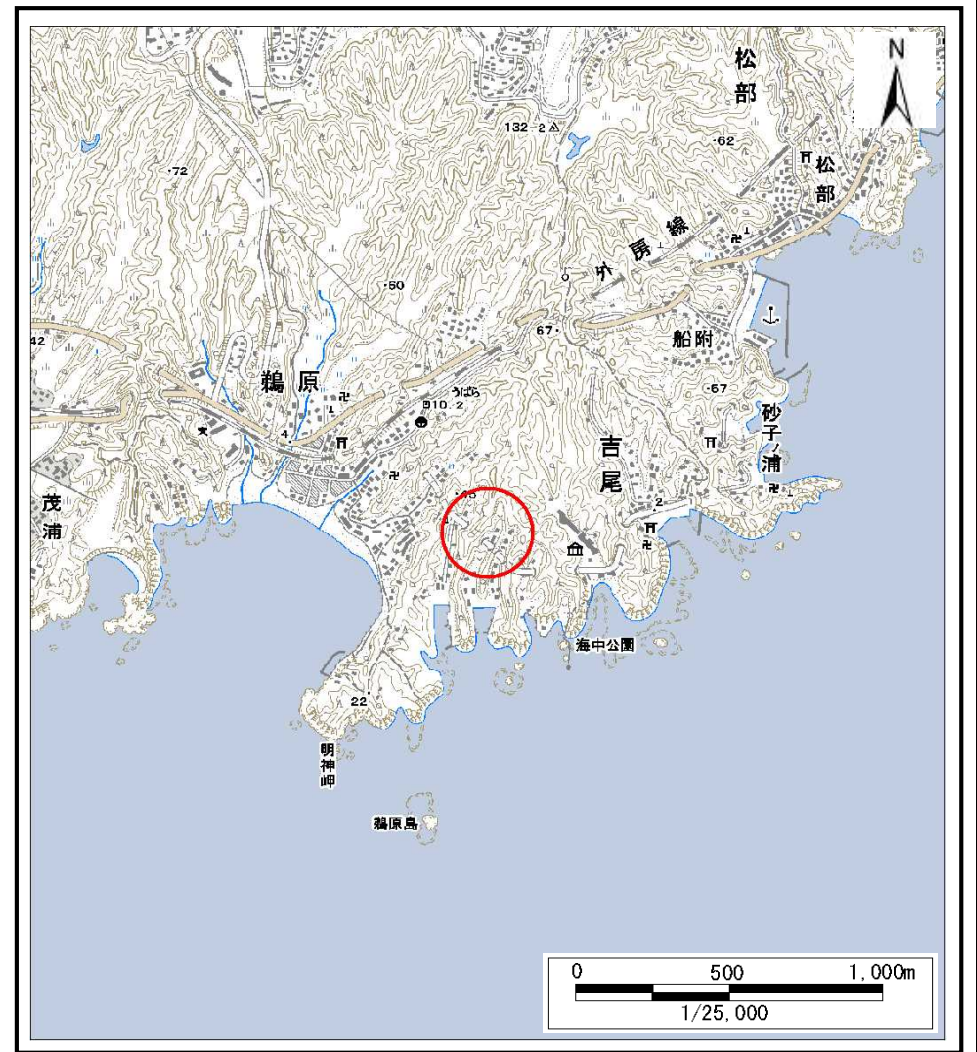 N
松部
132.2
62
松部
72
外房線
60
船附
67
42
うばら
鵜原
10.2
67
砂子ノ浦
4
吉尾
茂浦
2
海中公園
22
明神岬
鵜原島
0 500 1,000m
1/25,000